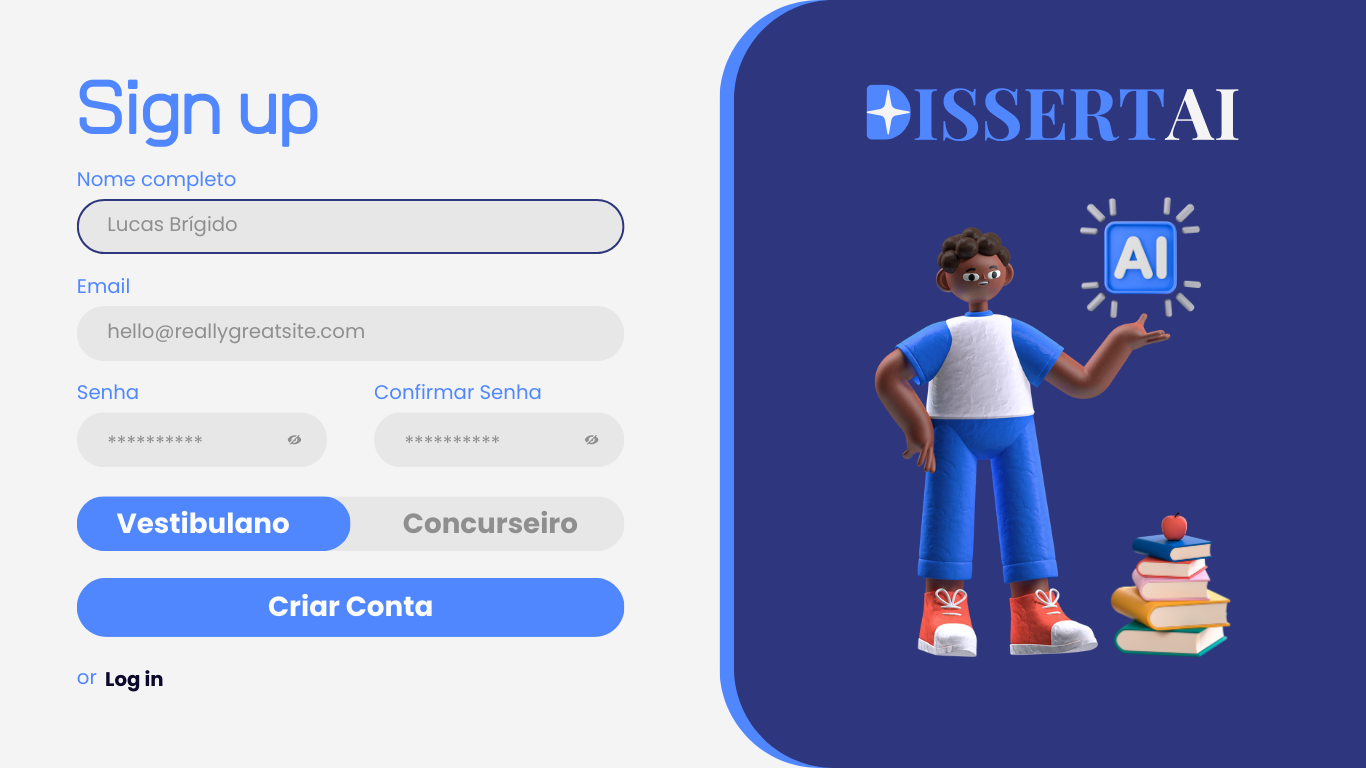 Sign up
Nome completo
Lucas Brígido
Email
hello@reallygreatsite.com
Senha
Confirmar Senha
**********
**********
Vestibulano
Concurseiro
Criar Conta
or Log in
DISSERTAI
AI